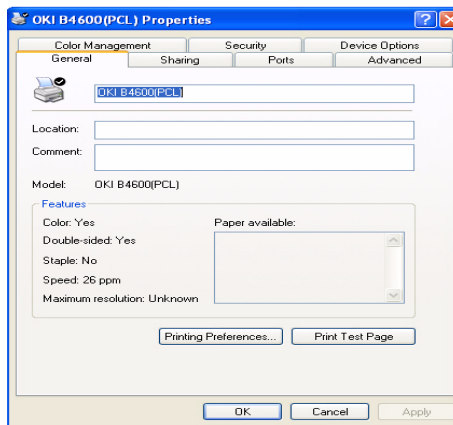 OKI B4600(PCL) Properties
Color Management Security Device Options
General Sharing Ports Advanced
OKI B4600(PCL)
Location:
Comment:
Model: OKI B4600(PCL)
Features
Color: Yes Paper available:
Double-sided: Yes
Staple: No
Speed: 26 ppm
Maximum resolution: Unknown
Printing Preferences... Print Test Page
OK Cancel Apply